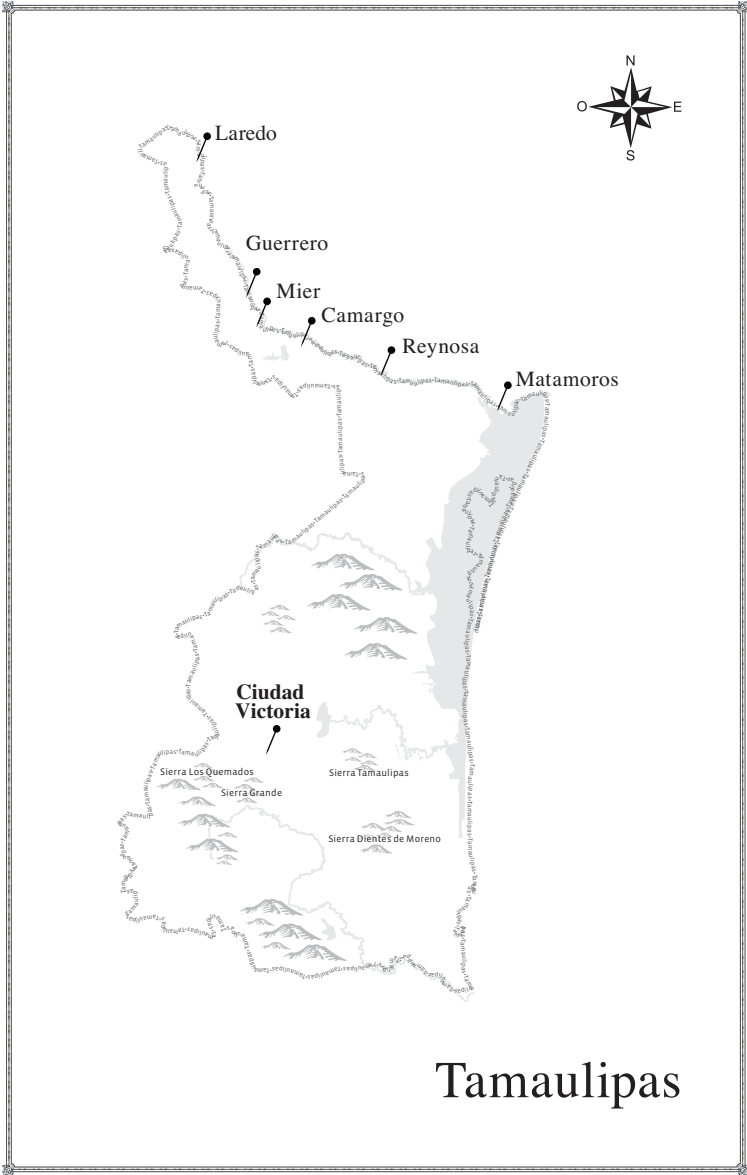 N
O E
S
Laredo
Guerrero
Mier
Camargo
Reynosa
Matamoros
Ciudad
Victoria
Sierra Los Quemados
Sierra Tamaulipas
Sierra Grande
Sierra Dientes de Moreno
Tamaulipas